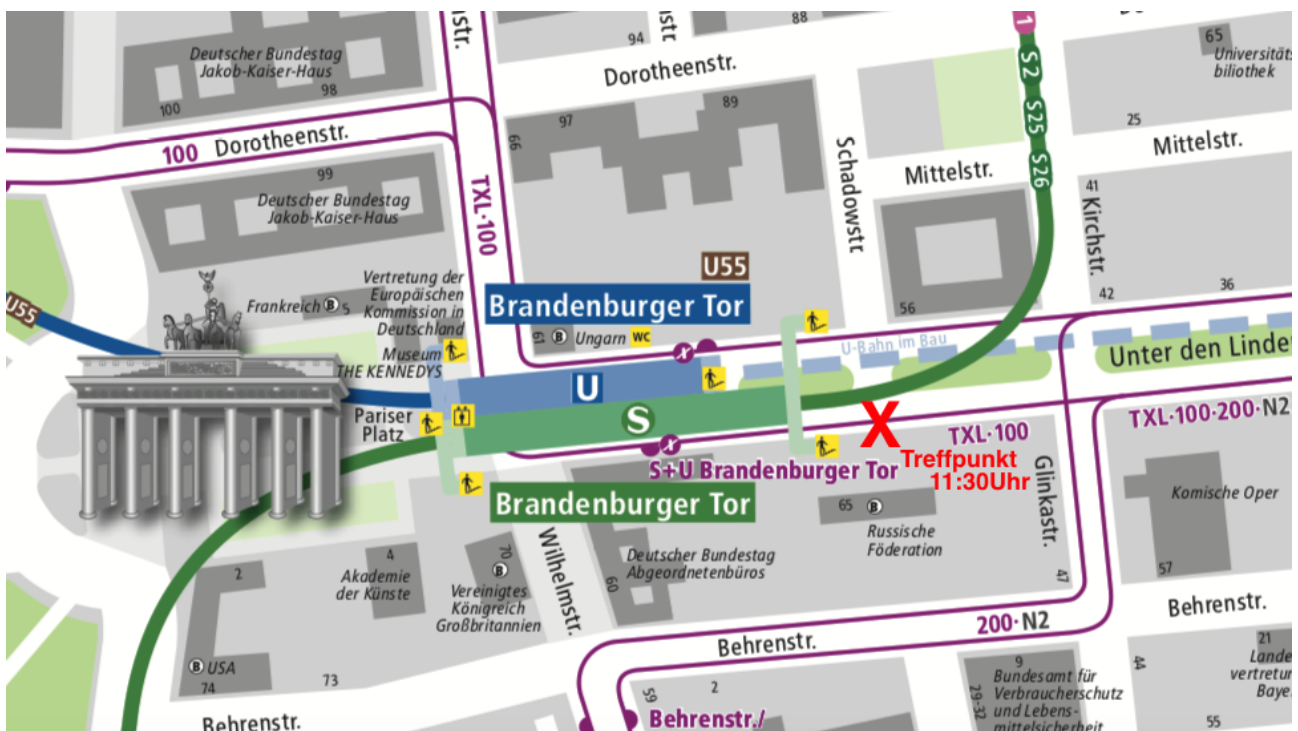 Deutscher Bundestag
Jakob-Kaiser-Haus
98
100
94
88
1
S2
S25
S26
65
Universitäts
biliothek
Dorotheenstr.
97
89
66
25
Mittelstr.
Mittelstr.
100
Dorotheenstr.
99
Deutscher Bundestag
Jakob-Kaiser-Haus
TXL·100
Schadowstr.
41
Kirchstr.
42
36
56
U55
U55
Brandenburger Tor
Frankreich B 5
Vertretung der
Europäischen
Kommission in
Deutschland
Museum
THE KENNEDYS
61
B Ungarn WC
U-Bahn im Bau
Unter den Linde
Pariser
Platz
U
S
S+U Brandenburger Tor
Brandenburger Tor
X
Treffpunkt
11:30Uhr
TXL·100
TXL·100·200·N2
Glinkastr.
Komische Oper
57
65 B
Russische
Föderation
47
Deutscher Bundestag
Abgeordnetenbüros
60
Wilhelmstr.
70
B
Vereinigtes
Königreich
Großbritannien
4
Akademie
der Künste
2
B USA
74
73
Behrenstr.
Behrenstr.
200·N2
Behrenstr.
59
2
Behrenstr./
9
29-32
Bundesamt für
Verbraucherschutz
und Lebens-
mittelsicherheit
44
21
Lande
vertretun
Baye
55